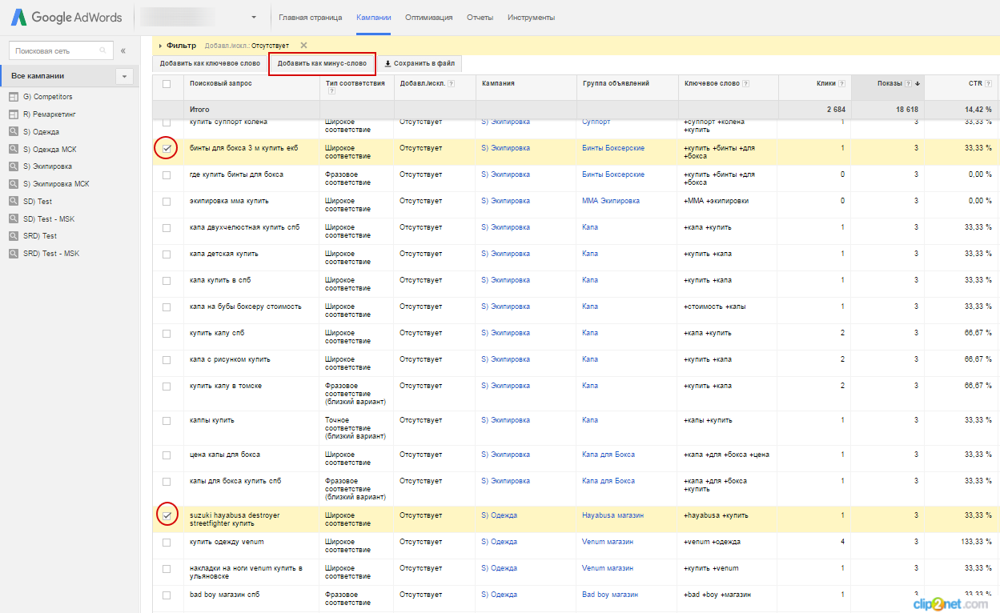 Google AdWords
Главная страница Кампании Оптимизация Отчеты Инструменты
Поисковая сеть «
Все кампании
G) Competitors
R) Ремаркетинг
S) Одежда
S) Одежда МСК
S) Экипировка
S) Экипировка МСК
SD) Test
SD) Test - MSK
SRD) Test
SRD) Test - MSK
Фильтр Добавл./искл.: Отсутствует
Добавить как ключевое слово Добавить как минус-слово Сохранить в файл
Поисковый запрос Тип соответствия ? Добавл./искл. ? Кампания Группа объявлений Ключевое слово ? Клики ? Показы ? CTR ?
Итого 2 684 18 618 14,42 %
купить суппорт колена Широкое соответствие Отсутствует S) Экипировка Суппорт +суппорт +колена +купить 1 3 33,33 %
бинты для бокса 3 м купить екб Широкое соответствие Отсутствует S) Экипировка Бинты Боксерские +купить +бинты +для +бокса 1 3 33,33 %
где купить бинты для бокса Фразовое соответствие Отсутствует S) Экипировка Бинты Боксерские +купить +бинты +для +бокса 0 3 0,00 %
экипировка мма купить Широкое соответствие Отсутствует S) Экипировка ММА Экипировка +ММА +экипировки 0 3 0,00 %
капа двухчелюстная купить спб Широкое соответствие Отсутствует S) Экипировка Капа +капа +купить 1 3 33,33 %
капа детская купить Широкое соответствие Отсутствует S) Экипировка Капа +купить +капа 1 3 33,33 %
капа купить в спб Широкое соответствие Отсутствует S) Экипировка Капа +купить +капа 1 3 33,33 %
капа на бубы боксеру стоимость Широкое соответствие Отсутствует S) Экипировка Капа +стоимость +капы 1 3 33,33 %
купить капу спб Широкое соответствие Отсутствует S) Экипировка Капа +капа +купить 2 3 66,67 %
капа с рисунком купить Широкое соответствие Отсутствует S) Экипировка Капа +купить +капа 2 3 66,67 %
купить капу в томске Фразовое соответствие (близкий вариант) Отсутствует S) Экипировка Капа +купить +капа 2 3 66,67 %
каппы купить Точное соответствие (близкий вариант) Отсутствует S) Экипировка Капа +капы +купить 1 3 33,33 %
цена капы для бокса Широкое соответствие Отсутствует S) Экипировка Капа для Бокса +капа +для +бокса +цена 1 3 33,33 %
капы для бокса купить спб Фразовое соответствие (близкий вариант) Отсутствует S) Экипировка Капа для Бокса +капа +для +бокса +купить 1 3 33,33 %
suzuki hayabusa destroyer streetfighter купить Широкое соответствие Отсутствует S) Одежда Hayabusa магазин +hayabusa +купить 1 3 33,33 %
купить одежду venum Широкое соответствие Отсутствует S) Одежда Venum магазин +venum +одежда 4 3 133,33 %
накладки на ноги venum купить в ульяновске Широкое соответствие Отсутствует S) Одежда Venum магазин +купить +venum 1 3 33,33 %
bad boy магазин спб Фразовое соответствие Отсутствует S) Одежда Bad boy магазин +bad +boy +магазин 1 3 33,33 %
clip2net.com